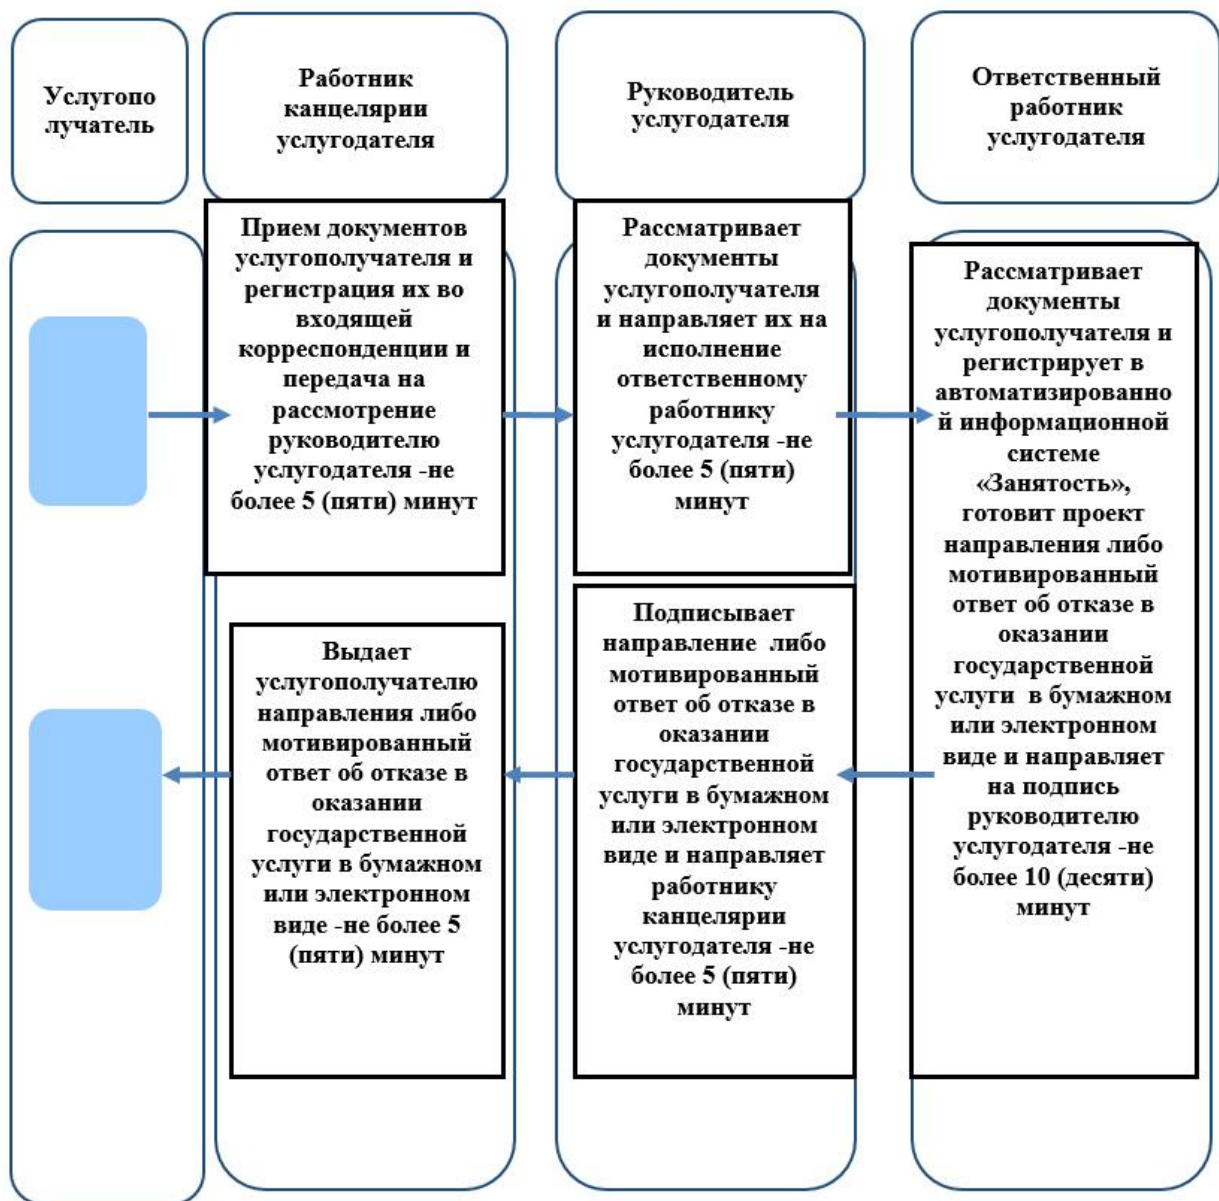 Услугопо
лучатель
Работник
канцелярии
услугодателя
Руководитель
услугодателя
Ответственный
работник
услугодателя
Прием документов
услугополучателя и
регистрация их во
входящей
корреспонденции и
передача на
рассмотрение
руководителю
услугодателя -не
более 5 (пяти) минут
Рассматривает
документы
услугополучателя
и направляет их на
исполнение
ответственному
работнику
услугодателя -не
более 5 (пяти)
минут
Рассматривает
документы
услугополучателя и
регистрирует в
автоматизированно
й информационной
системе
«Занятость»,
готовит проект
направления либо
мотивированный
ответ об отказе в
оказании
государственной
услуги в бумажном
или электронном
виде и направляет
на подпись
руководителю
услугодателя -не
более 10 (десяти)
минут
Подписывает
направление либо
мотивированный
ответ об отказе в
оказании
государственной
услуги в бумажном
или электронном
виде и направляет
работнику
канцелярии
услугодателя -не
более 5 (пяти)
минут
Выдает
услугополучателю
направления либо
мотивированный
ответ об отказе в
оказании
государственной
услуги в бумажном
или электронном
виде -не более 5
(пяти) минут